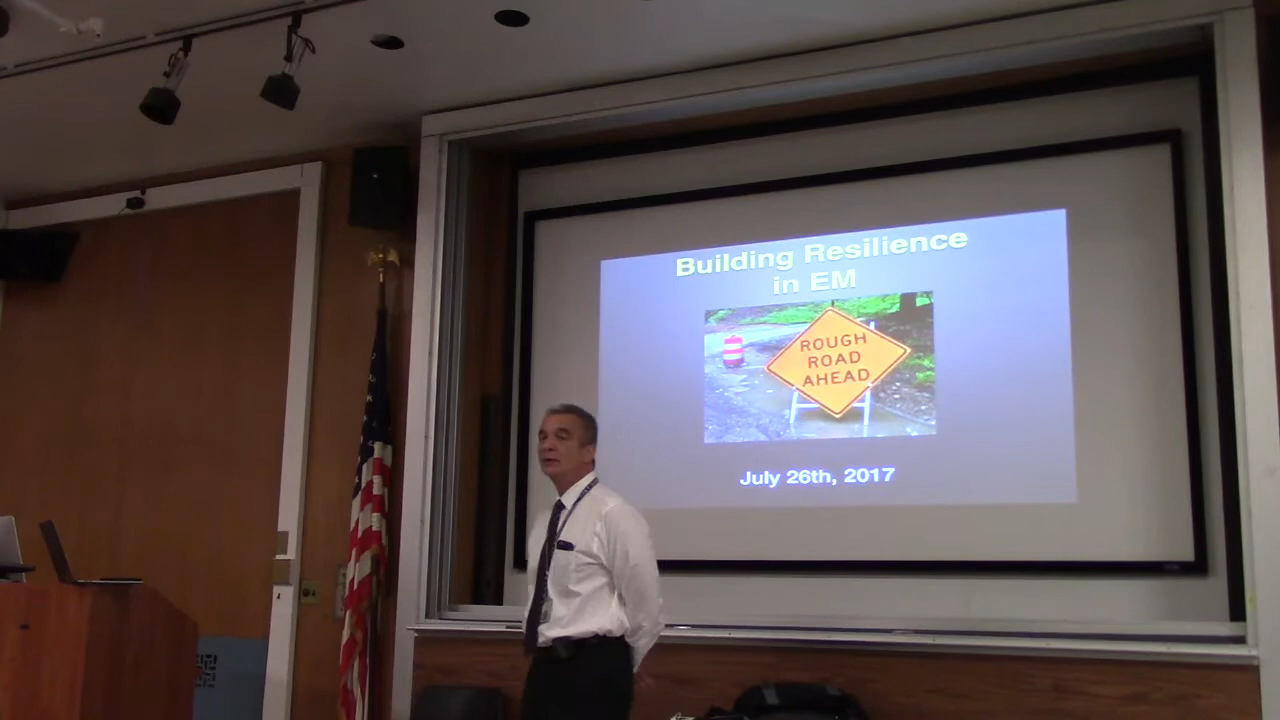 Building Resilience
in EM
ROUGH
ROAD
AHEAD
July 26th, 2017